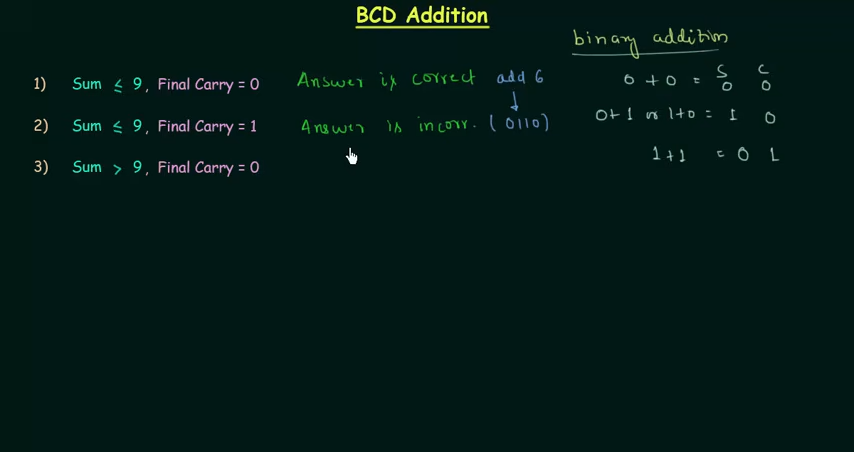 BCD Addition
binary addition
S C
1) Sum ≤ 9, Final Carry = 0 Answer is correct add 6 0 + 0 = 0 0
↓
2) Sum ≤ 9, Final Carry = 1 Answer is incorr. (0110) 0+1 or 1+0 = 1 0
3) Sum > 9, Final Carry = 0 1+1 = 0 1